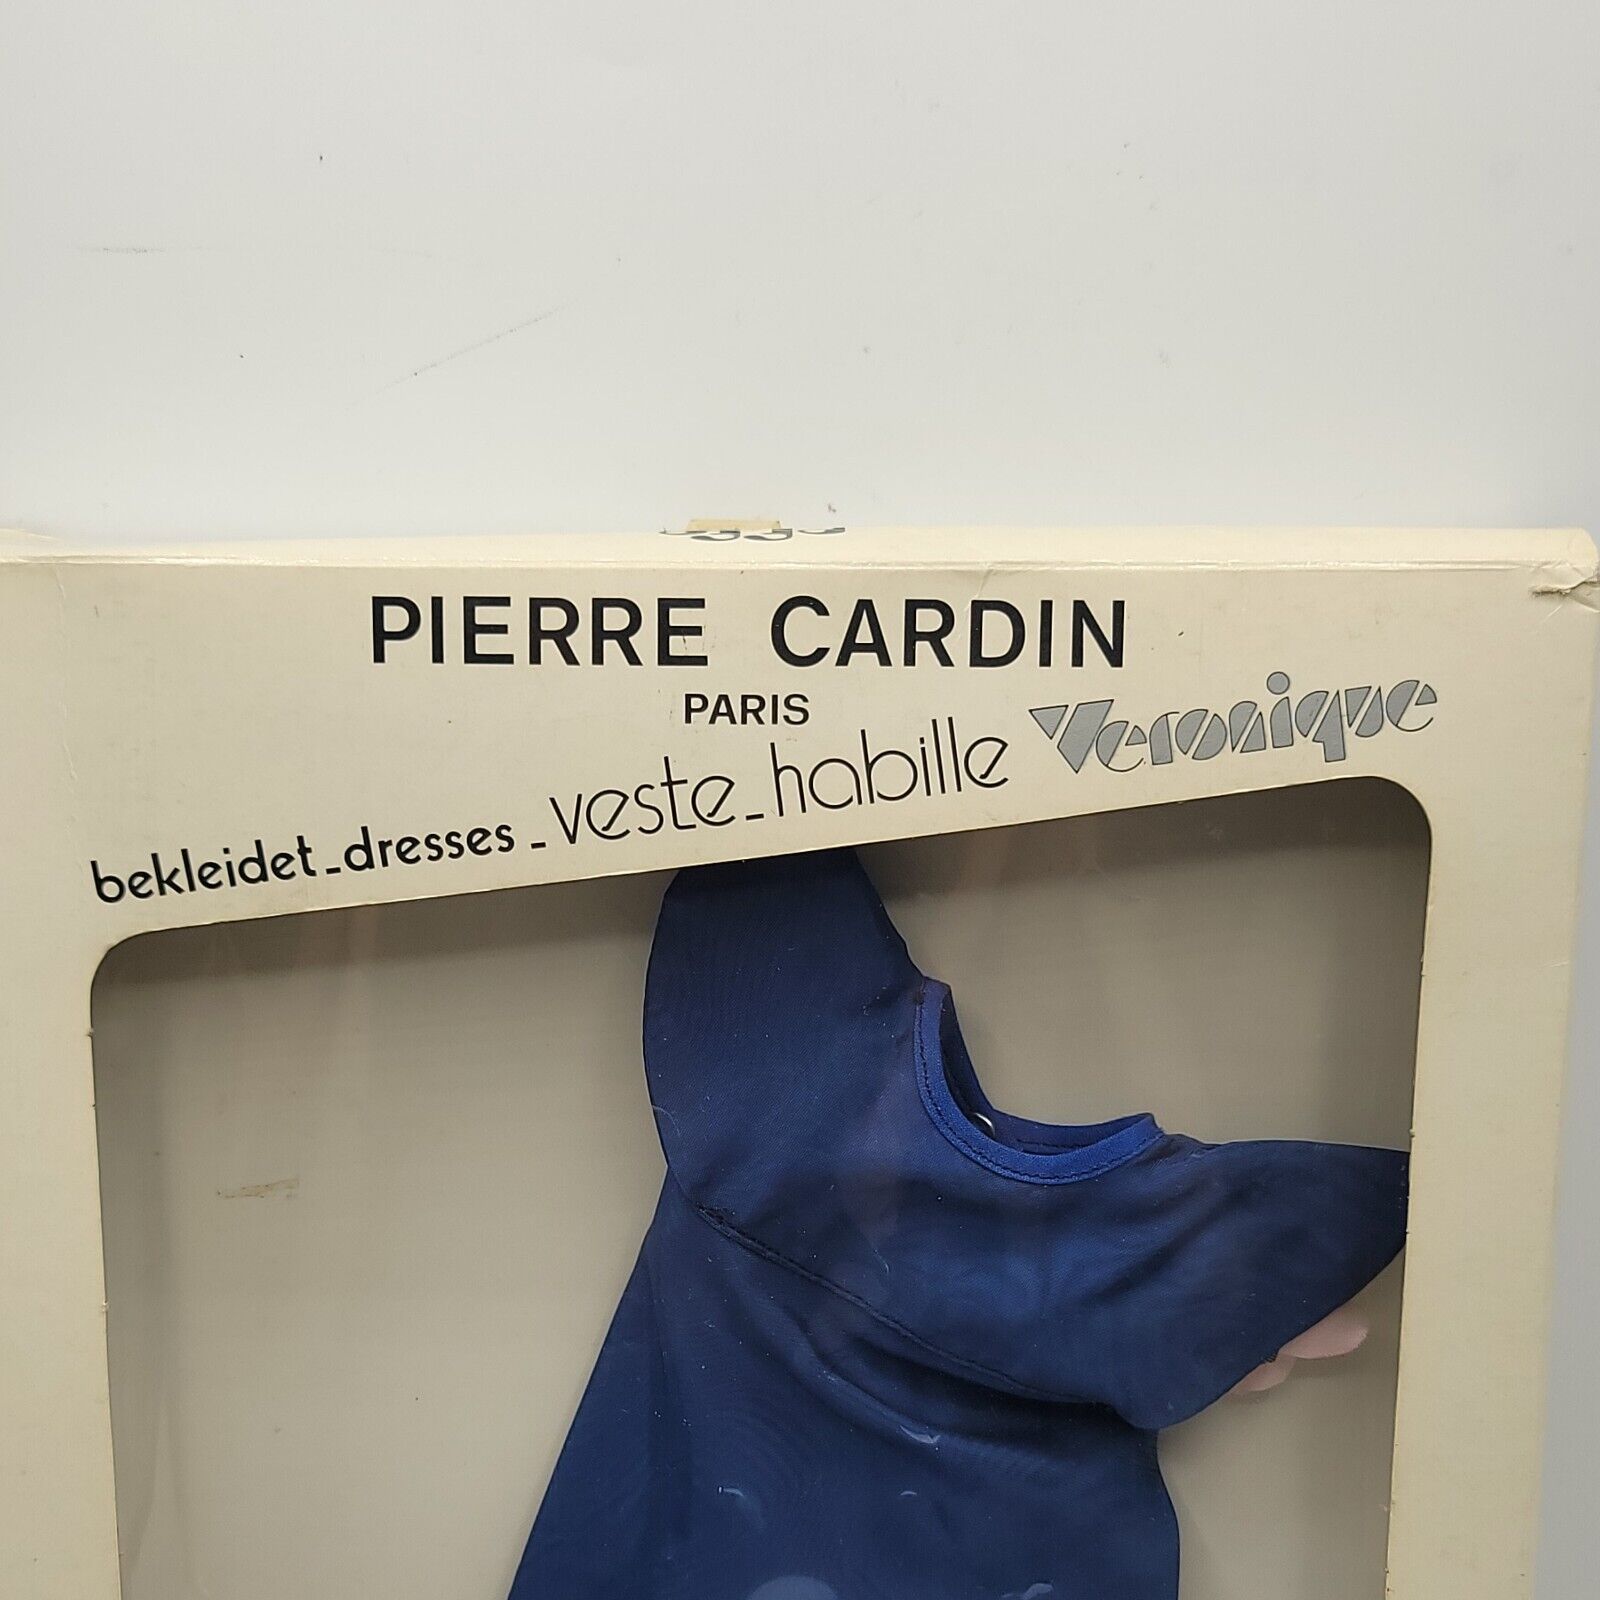 PIERRE CARDIN
PARIS
bekleidet_dresses_veste_habille Veronique